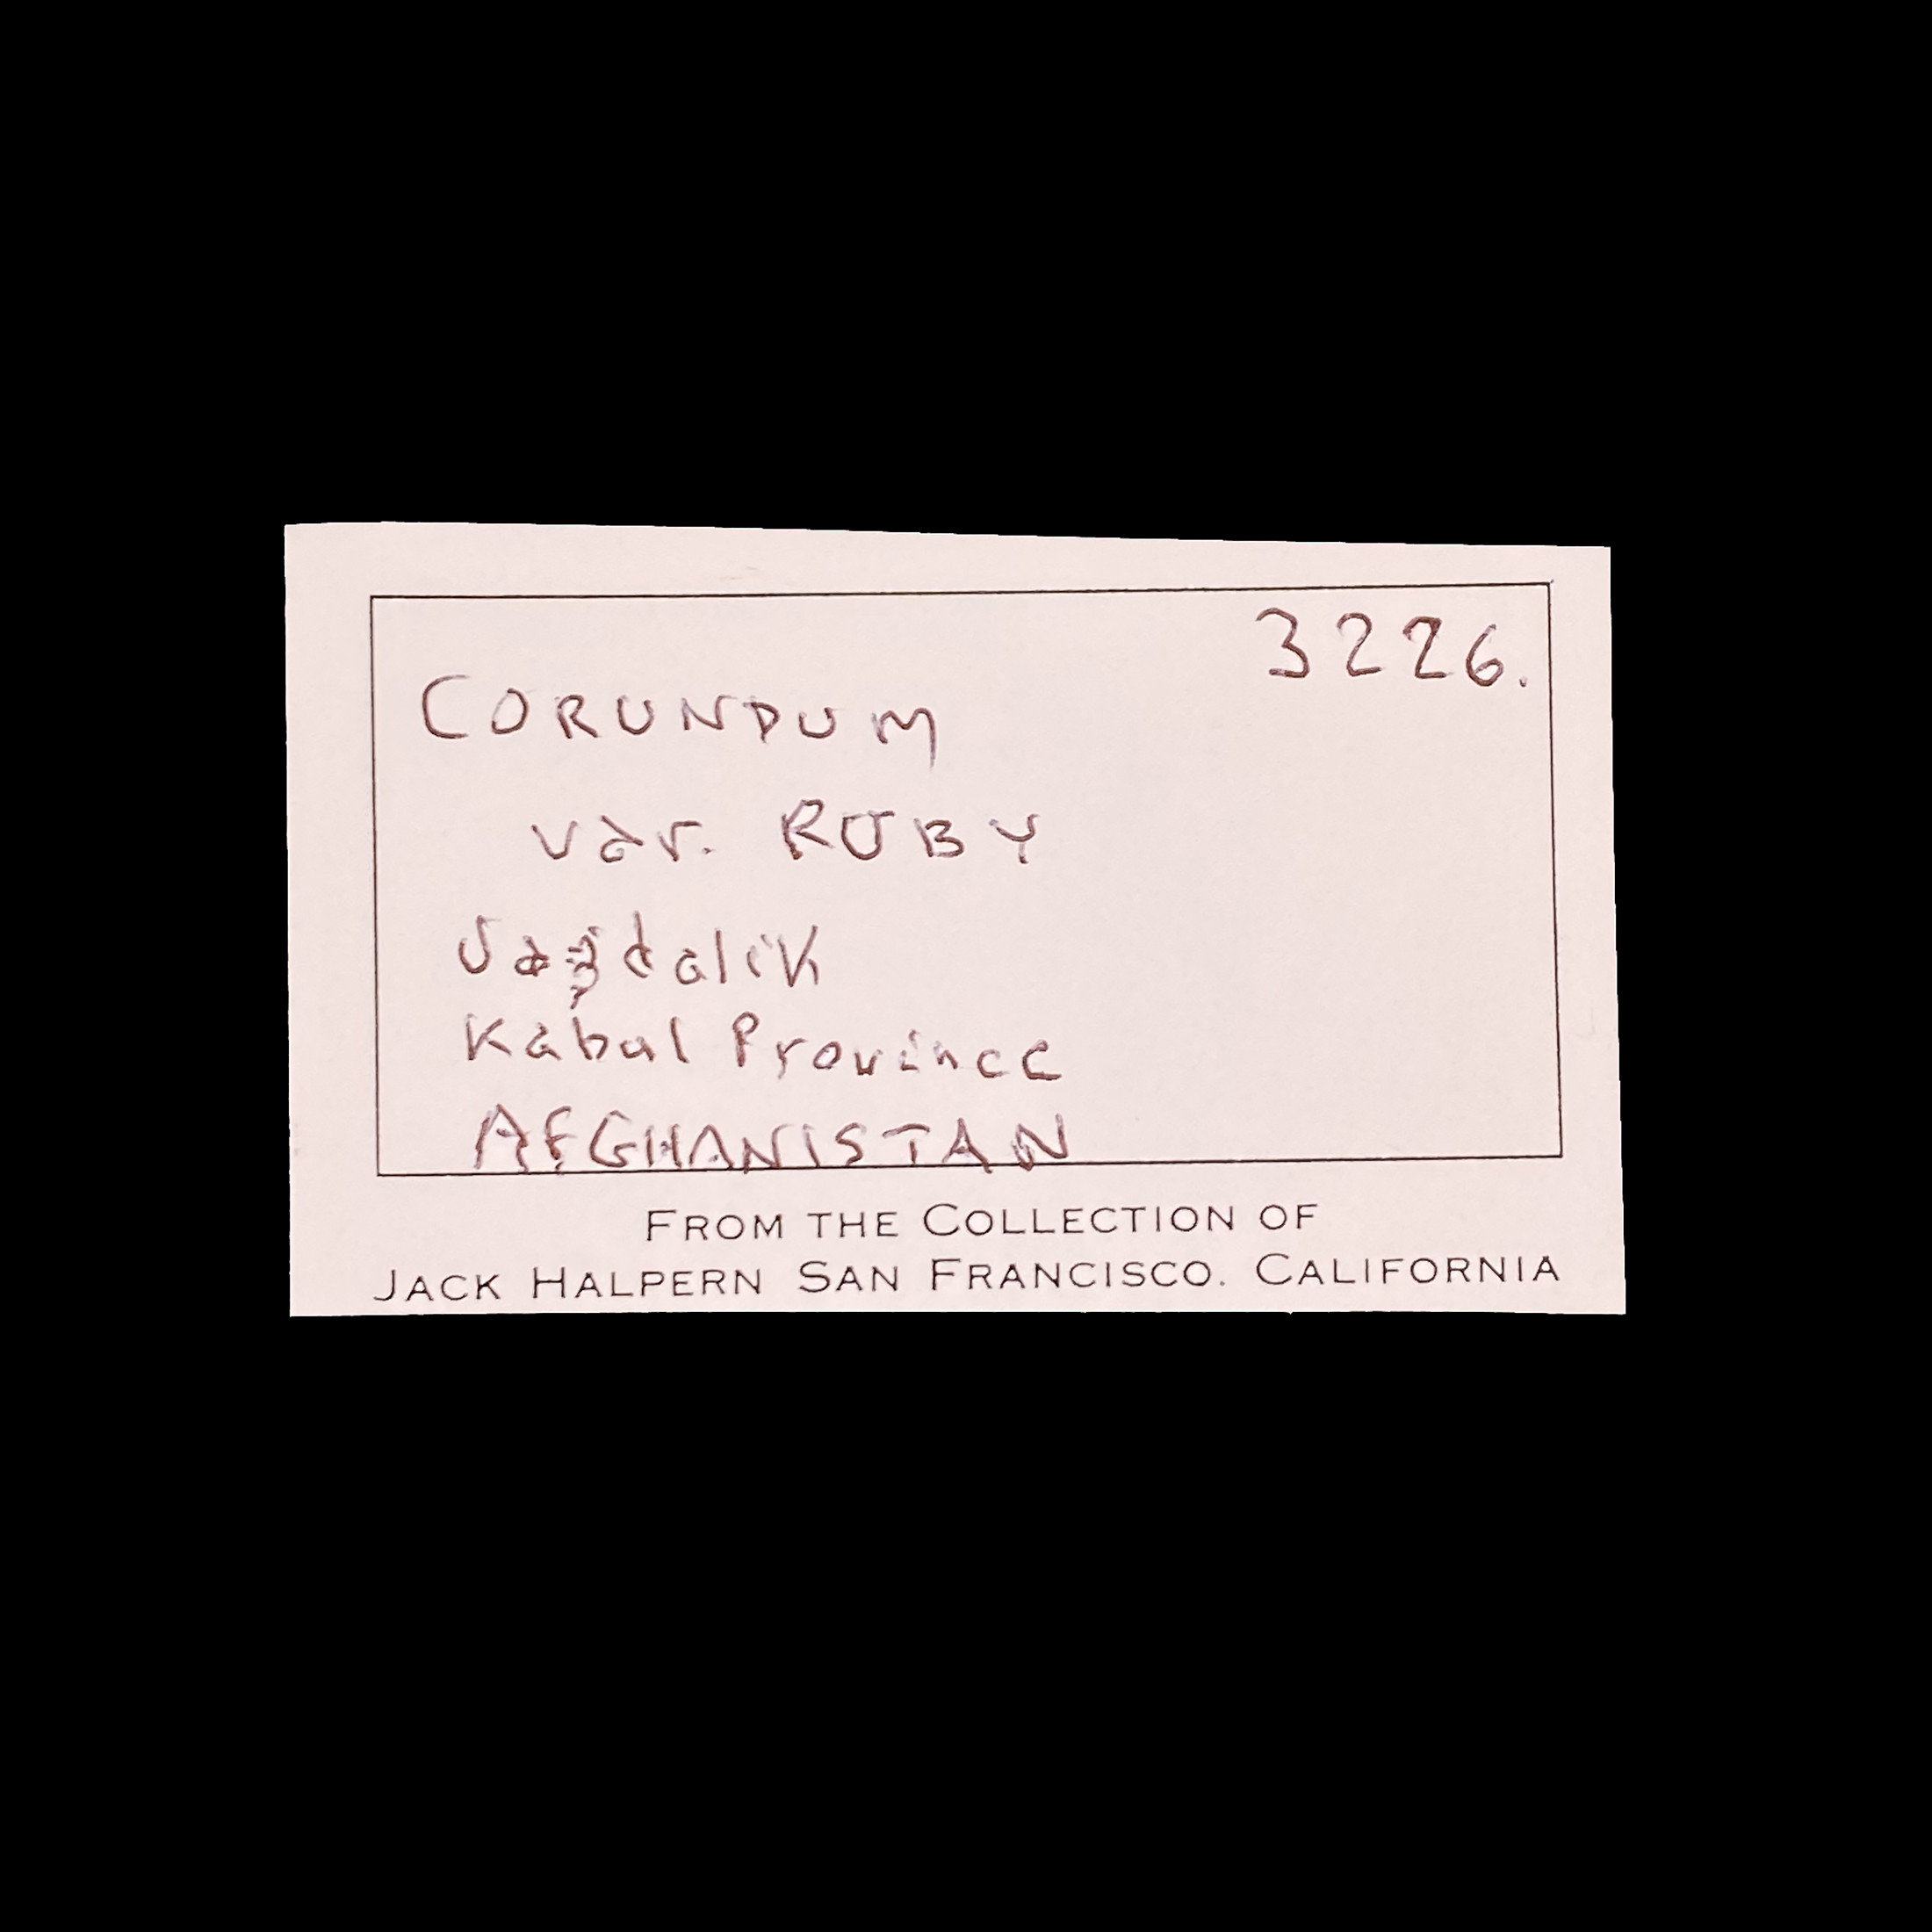 3226.
CORUNDUM
var. RUBY
Jagdalik
Kabul Province
AFGHANISTAN
FROM THE COLLECTION OF
JACK HALPERN SAN FRANCISCO. CALIFORNIA